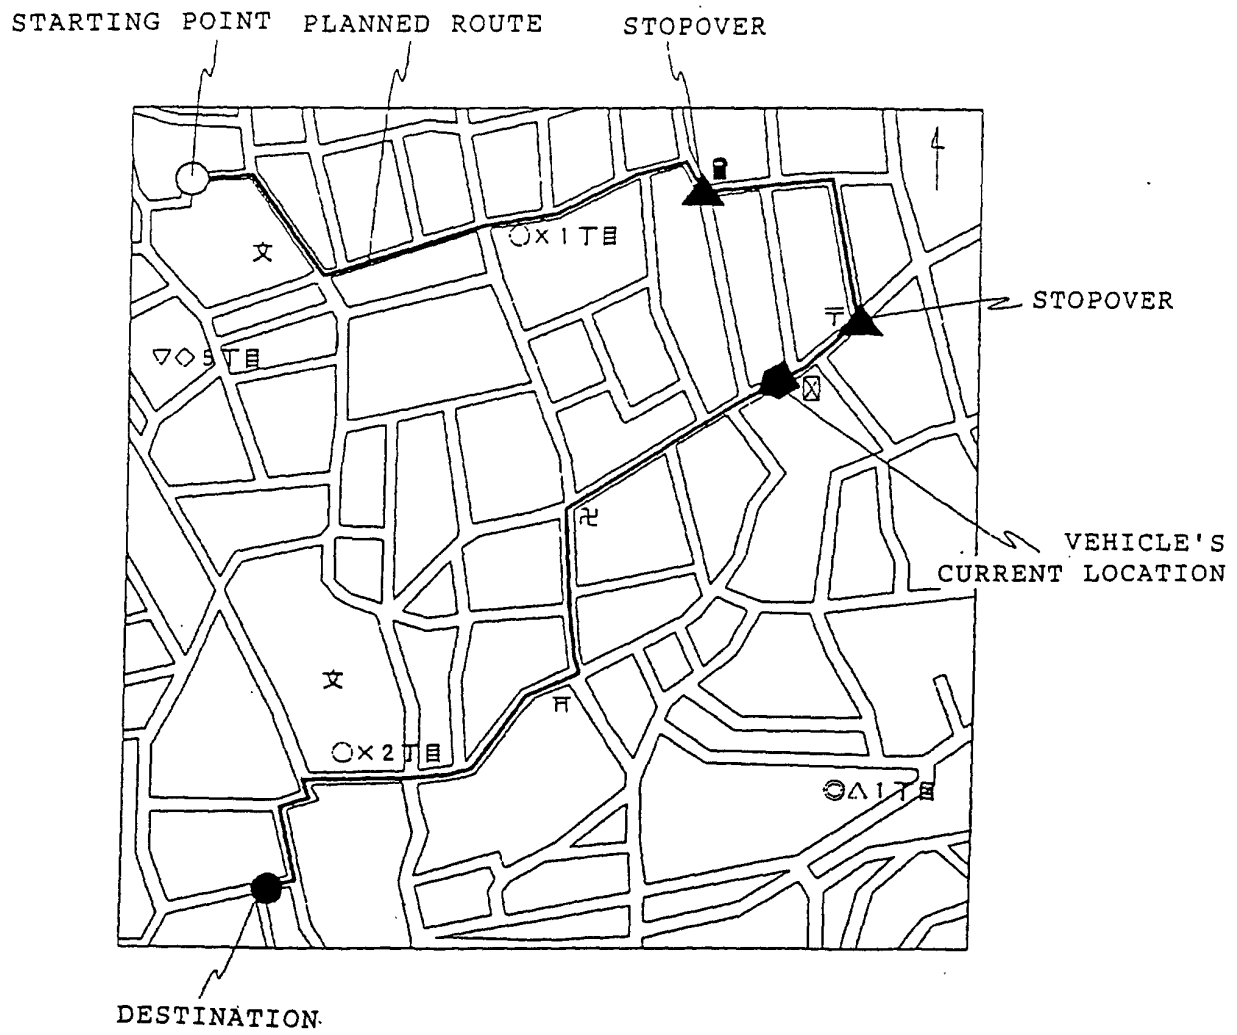 STARTING POINT PLANNED ROUTE STOPOVER
文
○×1丁目
〒
STOPOVER
▽◇5丁目
卍
VEHICLE'S
CURRENT LOCATION
文
○×2丁目
◎△1丁目
DESTINATION